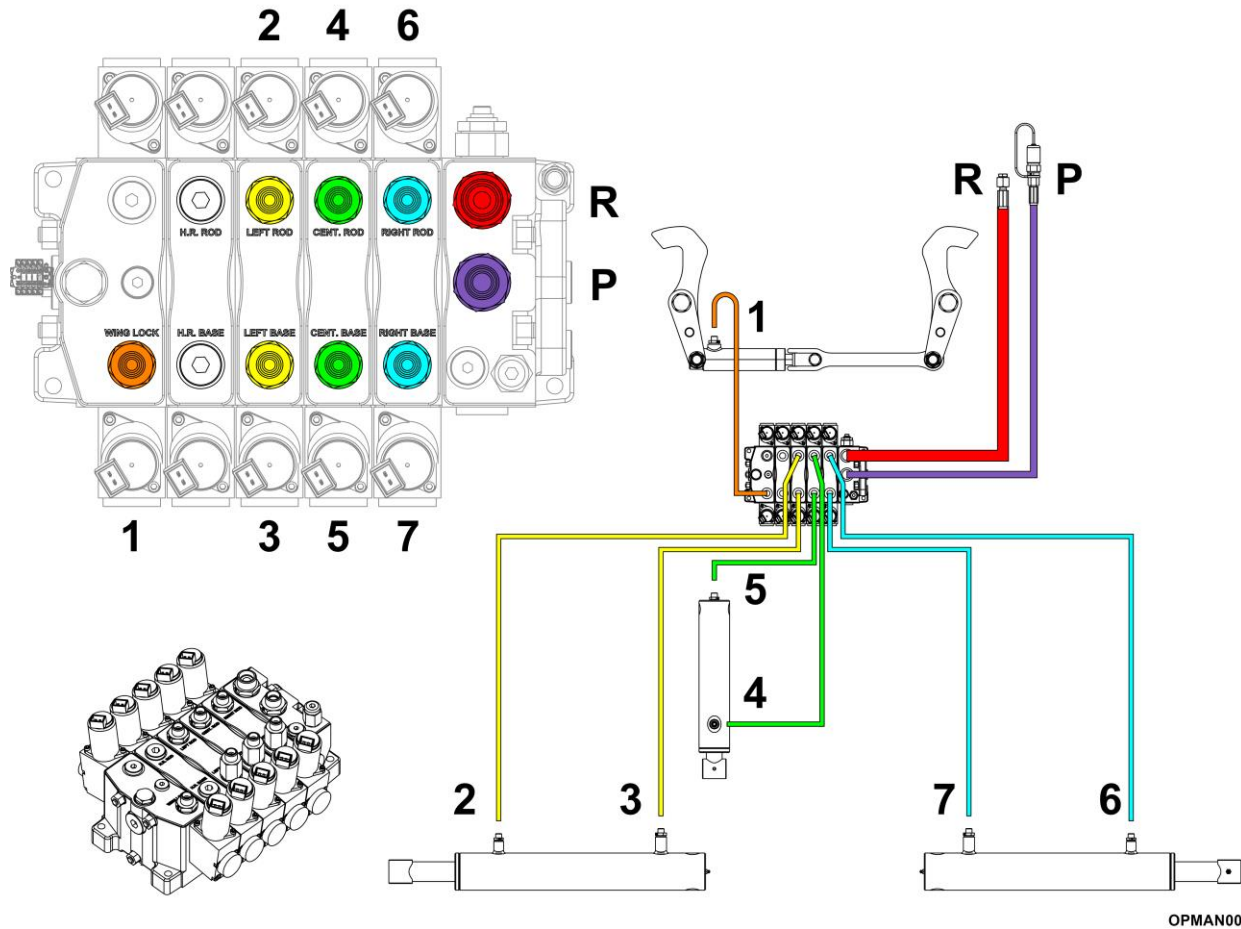 2 4 6
H.R. ROD LEFT ROD CENT. ROD RIGHT ROD
R
P
WING LOCK H.R. BASE LEFT BASE CENT. BASE RIGHT BASE
1 3 5 7
R P
1
5
4
2 3 7 6
OPMAN00